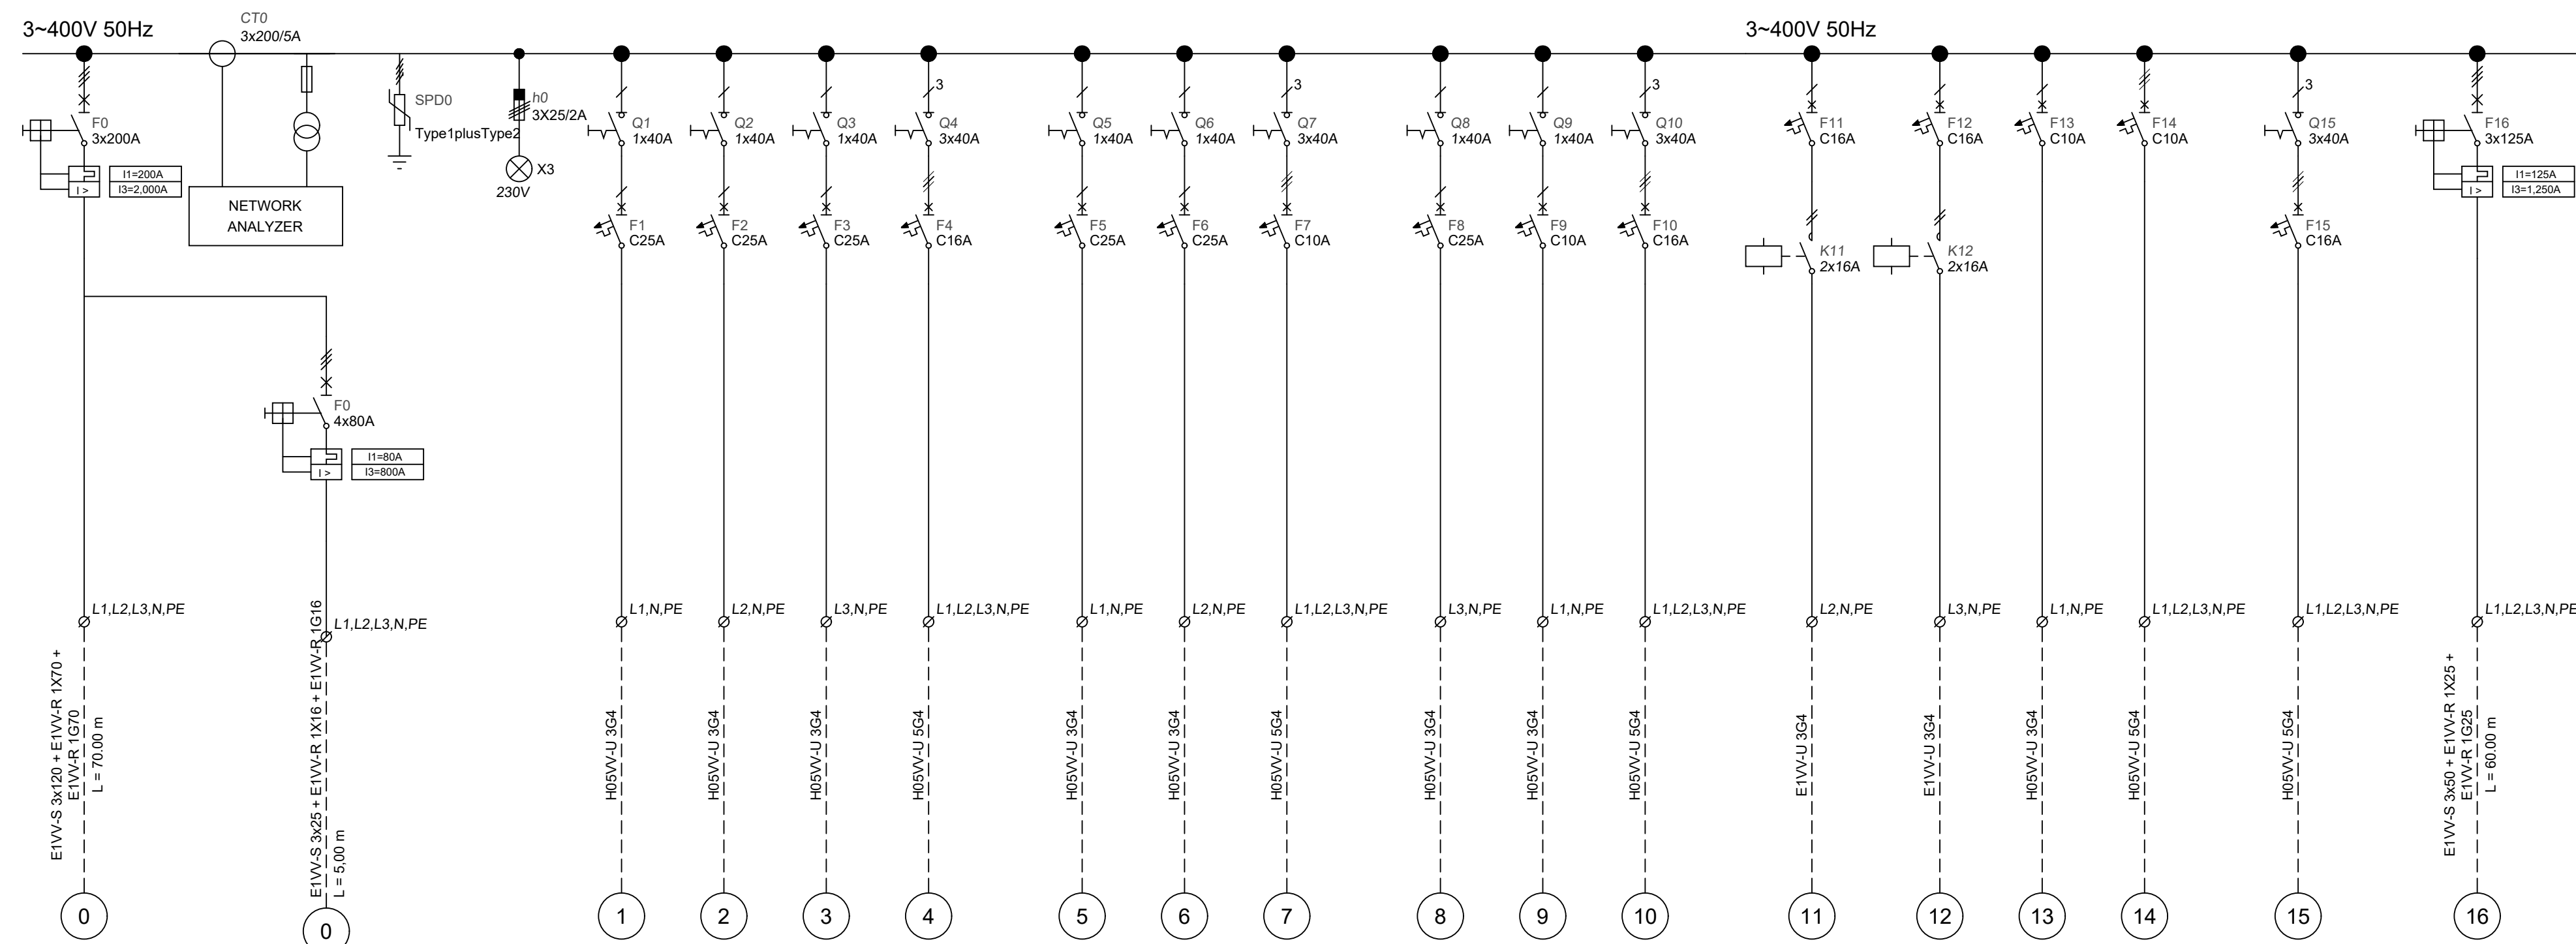 3~400V 50Hz
CT0
3x200/5A
3~400V 50Hz
F0
3x200A
I1=200A
I3=2,000A
I >
NETWORK
ANALYZER
SPD0
Type1plusType2
h0
3X25/2A
X3
230V
Q1
1x40A
Q2
1x40A
Q3
1x40A
3
Q4
3x40A
Q5
1x40A
Q6
1x40A
3
Q7
3x40A
Q8
1x40A
Q9
1x40A
3
Q10
3x40A
F11
C16A
F12
C16A
F13
C10A
F14
C10A
3
Q15
3x40A
F16
3x125A
I1=125A
I3=1,250A
I >
F1
C25A
F2
C25A
F3
C25A
F4
C16A
F5
C25A
F6
C25A
F7
C10A
F8
C25A
F9
C10A
F10
C16A
K11
2x16A
K12
2x16A
F15
C16A
F0
4x80A
I1=80A
I3=800A
I >
L1,L2,L3,N,PE
L1,L2,L3,N,PE
L1,N,PE
L2,N,PE
L3,N,PE
L1,L2,L3,N,PE
L1,N,PE
L2,N,PE
L1,L2,L3,N,PE
L3,N,PE
L1,N,PE
L1,L2,L3,N,PE
L2,N,PE
L3,N,PE
L1,N,PE
L1,L2,L3,N,PE
L1,L2,L3,N,PE
L1,L2,L3,N,PE
E1VV-S 3x120 + E1VV-R 1X70 +
E1VV-R 1G70
L = 70.00 m
E1VV-S 3x25 + E1VV-R 1X16 + E1VV-R 1G16
L = 5,00 m
H05VV-U 3G4
H05VV-U 3G4
H05VV-U 3G4
H05VV-U 5G4
H05VV-U 3G4
H05VV-U 3G4
H05VV-U 5G4
H05VV-U 3G4
H05VV-U 3G4
H05VV-U 5G4
E1VV-U 3G4
E1VV-U 3G4
H05VV-U 3G4
H05VV-U 5G4
H05VV-U 5G4
E1VV-S 3x50 + E1VV-R 1X25 +
E1VV-R 1G25
L = 60.00 m
0
0
1
2
3
4
5
6
7
8
9
10
11
12
13
14
15
16